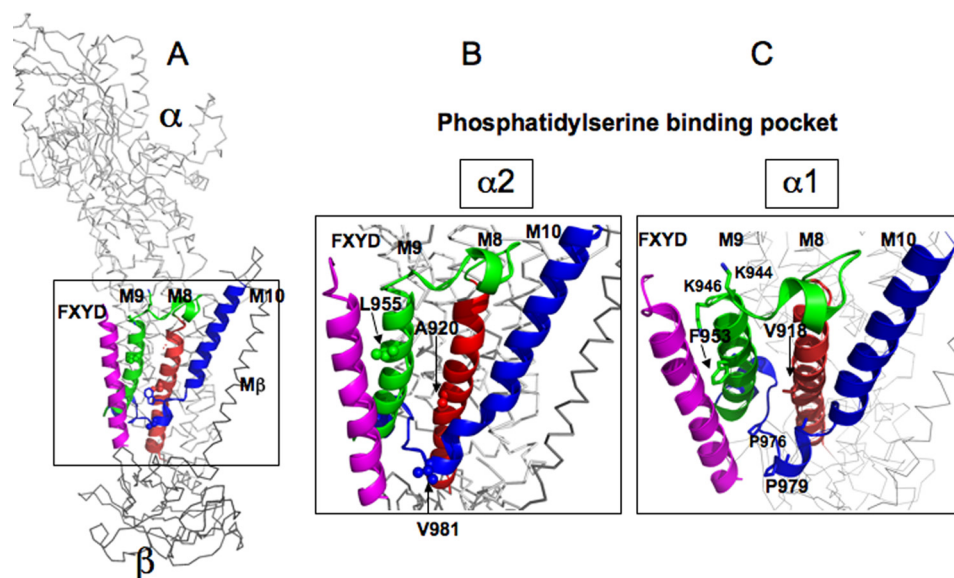 A
B
C
α
Phosphatidylserine binding pocket
α2
α1
FXYD
M9
M8
M10
Mβ
β
FXYD
M9
M8
M10
L955
A920
V981
FXYD
M9
M8
M10
K944
K946
F953
V918
P976
P979